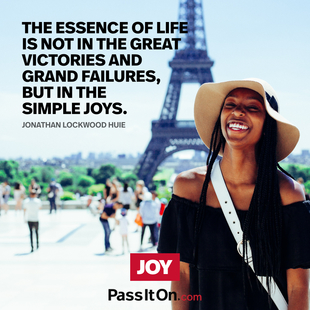 THE ESSENCE OF LIFE
IS NOT IN THE GREAT
VICTORIES AND
GRAND FAILURES,
BUT IN THE
SIMPLE JOYS.
JONATHAN LOCKWOOD HUIE
JOY
PassItOn.com